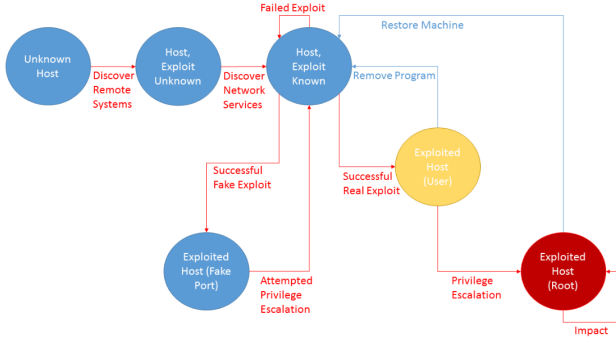 Failed Exploit
Restore Machine
Unknown
Host
Host,
Exploit
Unknown
Host,
Exploit
Known
Discover
Remote
Systems
Discover
Network
Services
Remove Program
Successful
Fake Exploit
Successful
Real Exploit
Exploited
Host
(User)
Exploited
Host (Fake
Port)
Attempted
Privilege
Escalation
Privilege
Escalation
Exploited
Host
(Root)
Impact